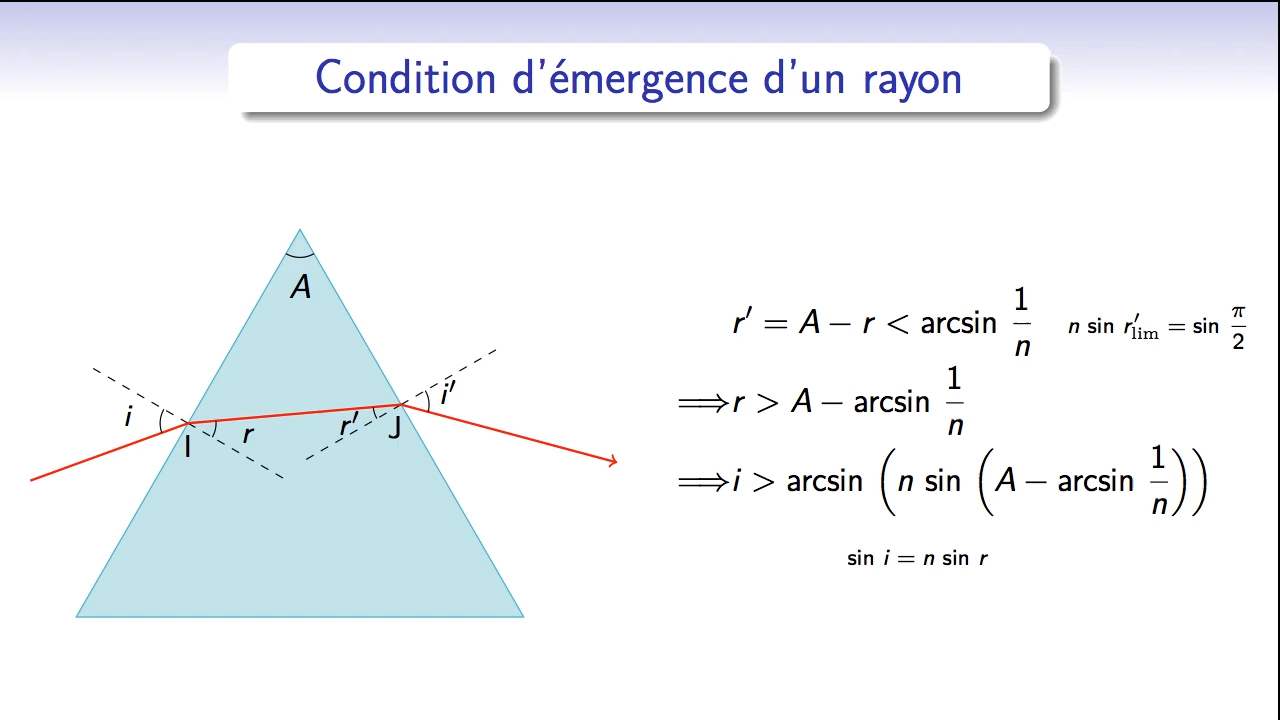 Condition d'émergence d'un rayon
A
i
I
r
r′
J
i′
r′ = A − r < arcsin 1/n    n sin r′lim = sin π/2
⟹ r > A − arcsin 1/n
⟹ i > arcsin (n sin (A − arcsin 1/n))
sin i = n sin r